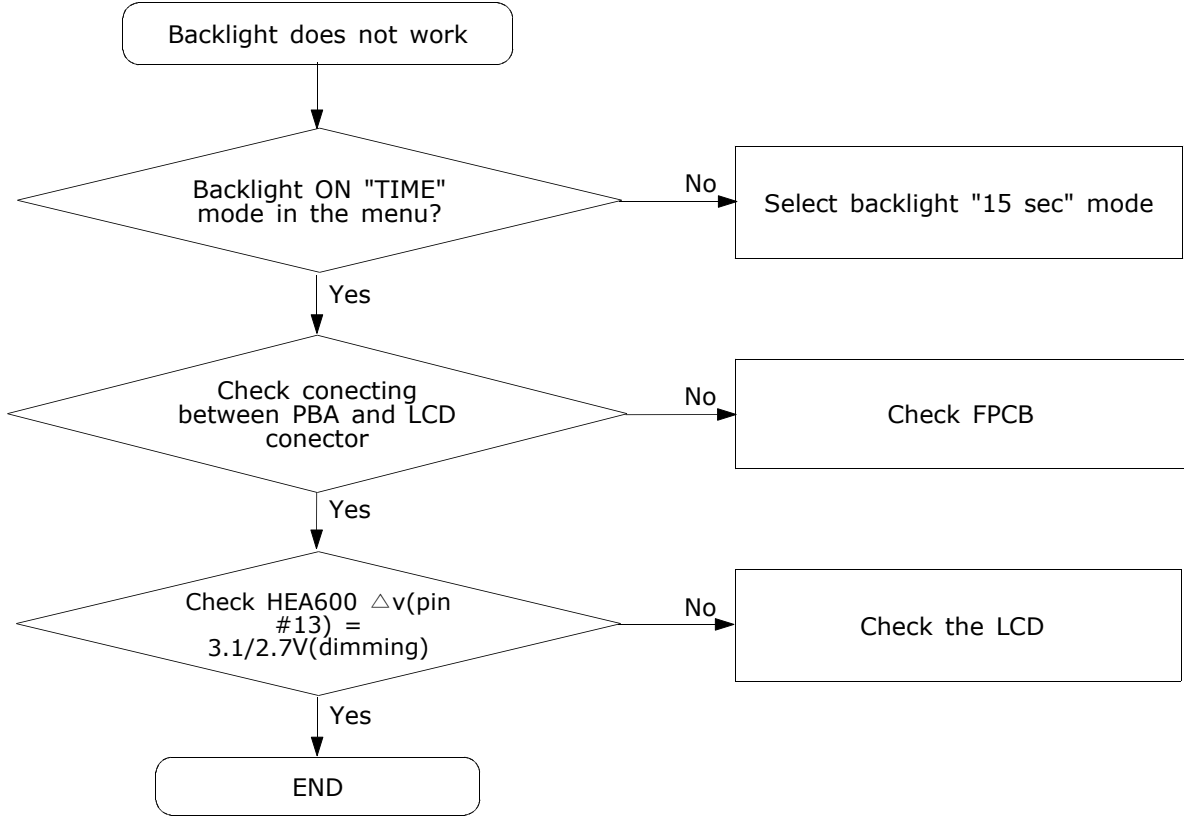 Backlight does not work
Backlight ON "TIME"
mode in the menu?
No
Select backlight "15 sec" mode
Yes
Check conecting
between PBA and LCD
conector
No
Check FPCB
Yes
Check HEA600 △v(pin
#13) =
3.1/2.7V(dimming)
No
Check the LCD
Yes
END